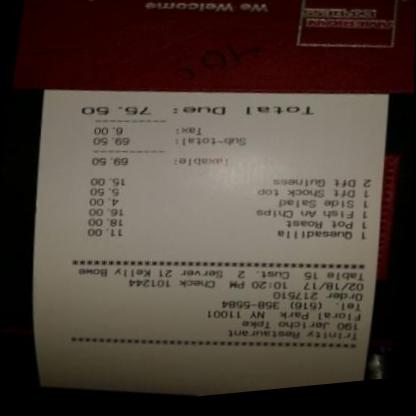 Trinity Restaurant
190 Jericho Tpke
Floral Park NY 11001
Tel. (516) 358-5584
Order 217510
02/18/17 10:20 PM Check 101244
Table 15 Cust. 2 Server 21 Kelly Bowe
1 Quesadilla 11.00
1 Pot Roast 18.00
1 Fish An Chips 16.00
1 Side Salad 4.00
1 Dft Shock top 5.50
2 Dft Guiness 15.00
Taxable: 69.50
Sub-total: 69.50
Tax: 6.00
Total Due: 75.50
We Welcome
AMERICAN
EXPRESS